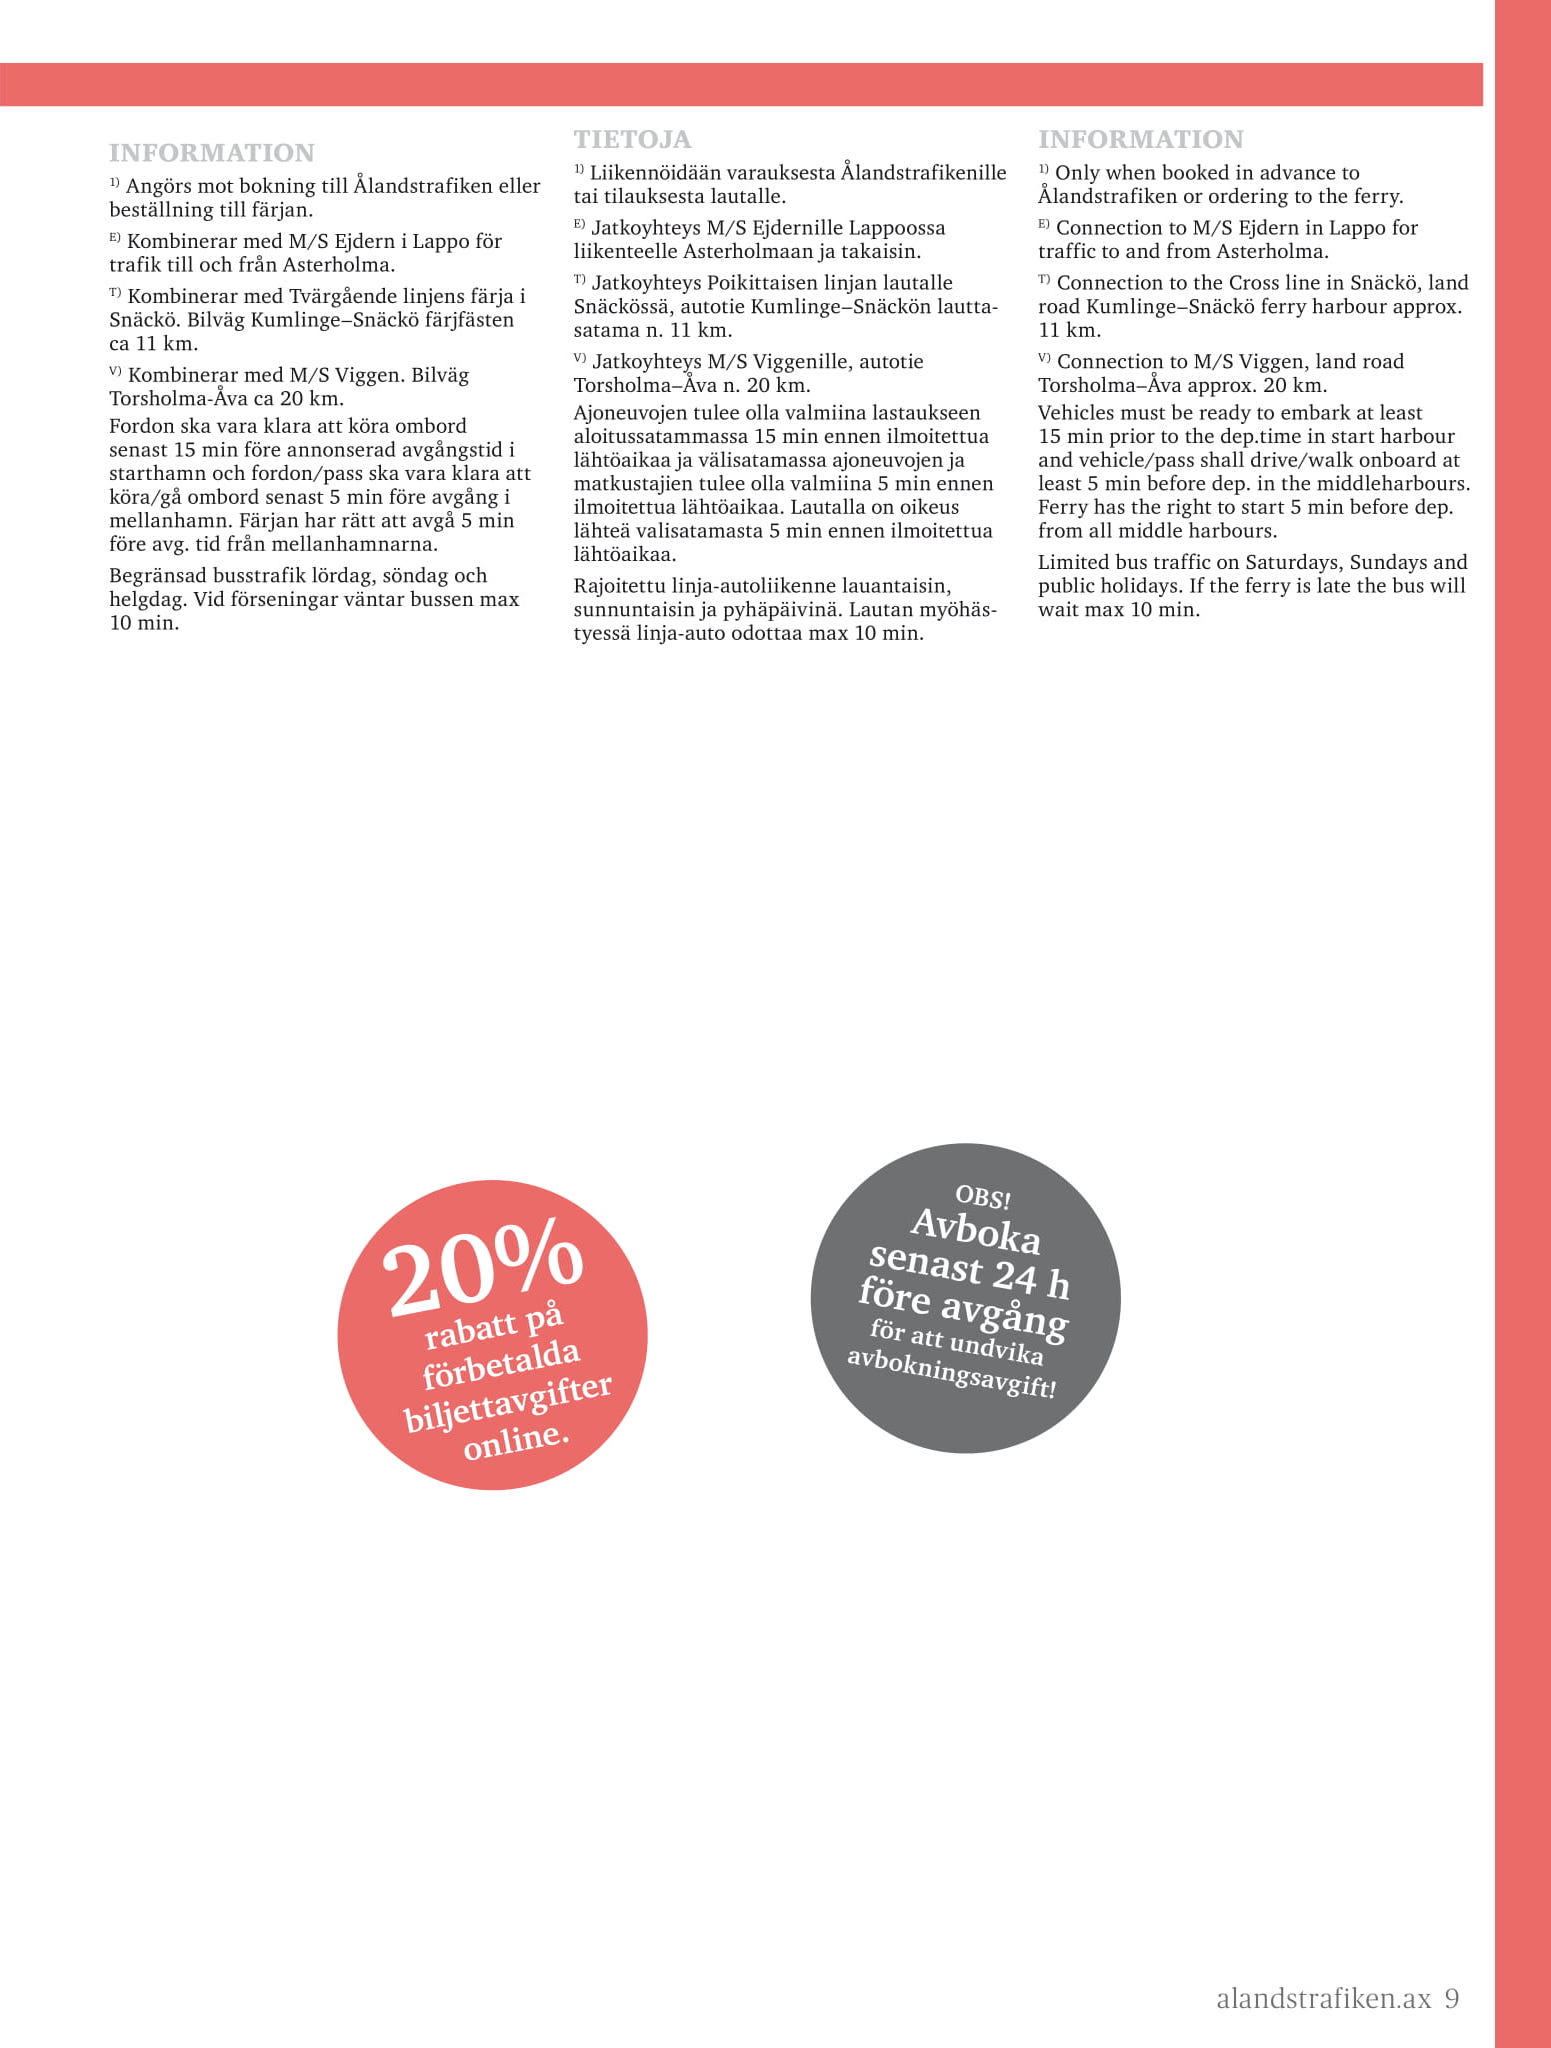 INFORMATION
1) Angörs mot bokning till Ålandstrafiken eller
beställning till färjan.
E) Kombinerar med M/S Ejdern i Lappo för
trafik till och från Asterholma.
T) Kombinerar med Tvärgående linjens färja i
Snäckö. Bilväg Kumlinge–Snäckö färjfästen
ca 11 km.
V) Kombinerar med M/S Viggen. Bilväg
Torsholma-Åva ca 20 km.
Fordon ska vara klara att köra ombord
senast 15 min före annonserad avgångstid i
starthamn och fordon/pass ska vara klara att
köra/gå ombord senast 5 min före avgång i
mellanhamn. Färjan har rätt att avgå 5 min
före avg. tid från mellanhamnarna.
Begränsad busstrafik lördag, söndag och
helgdag. Vid förseningar väntar bussen max
10 min.
TIETOJA
1) Liikennöidään varauksesta Ålandstrafikenille
tai tilauksesta lautalle.
E) Jatkoyhteys M/S Ejdernille Lappoossa
liikenteelle Asterholmaan ja takaisin.
T) Jatkoyhteys Poikittaisen linjan lautalle
Snäckössä, autotie Kumlinge–Snäckön lautta-
satama n. 11 km.
V) Jatkoyhteys M/S Viggenille, autotie
Torsholma–Åva n. 20 km.
Ajoneuvojen tulee olla valmiina lastaukseen
aloitussatammassa 15 min ennen ilmoitettua
lähtöaikaa ja välisatamassa ajoneuvojen ja
matkustajien tulee olla valmiina 5 min ennen
ilmoitettua lähtöaikaa. Lautalla on oikeus
lähteä valisatamasta 5 min ennen ilmoitettua
lähtöaikaa.
Rajoitettu linja-autoliikenne lauantaisin,
sunnuntaisin ja pyhäpäivinä. Lautan myöhäs-
tyessä linja-auto odottaa max 10 min.
INFORMATION
1) Only when booked in advance to
Ålandstrafiken or ordering to the ferry.
E) Connection to M/S Ejdern in Lappo for
traffic to and from Asterholma.
T) Connection to the Cross line in Snäckö, land
road Kumlinge–Snäckö ferry harbour approx.
11 km.
V) Connection to M/S Viggen, land road
Torsholma–Åva approx. 20 km.
Vehicles must be ready to embark at least
15 min prior to the dep.time in start harbour
and vehicle/pass shall drive/walk onboard at
least 5 min before dep. in the middleharbours.
Ferry has the right to start 5 min before dep.
from all middle harbours.
Limited bus traffic on Saturdays, Sundays and
public holidays. If the ferry is late the bus will
wait max 10 min.
20%
rabatt på
förbetalda
biljettavgifter
online.
OBS!
Avboka
senast 24 h
före avgång
för att undvika
avbokningsavgift!
alandstrafiken.ax 9